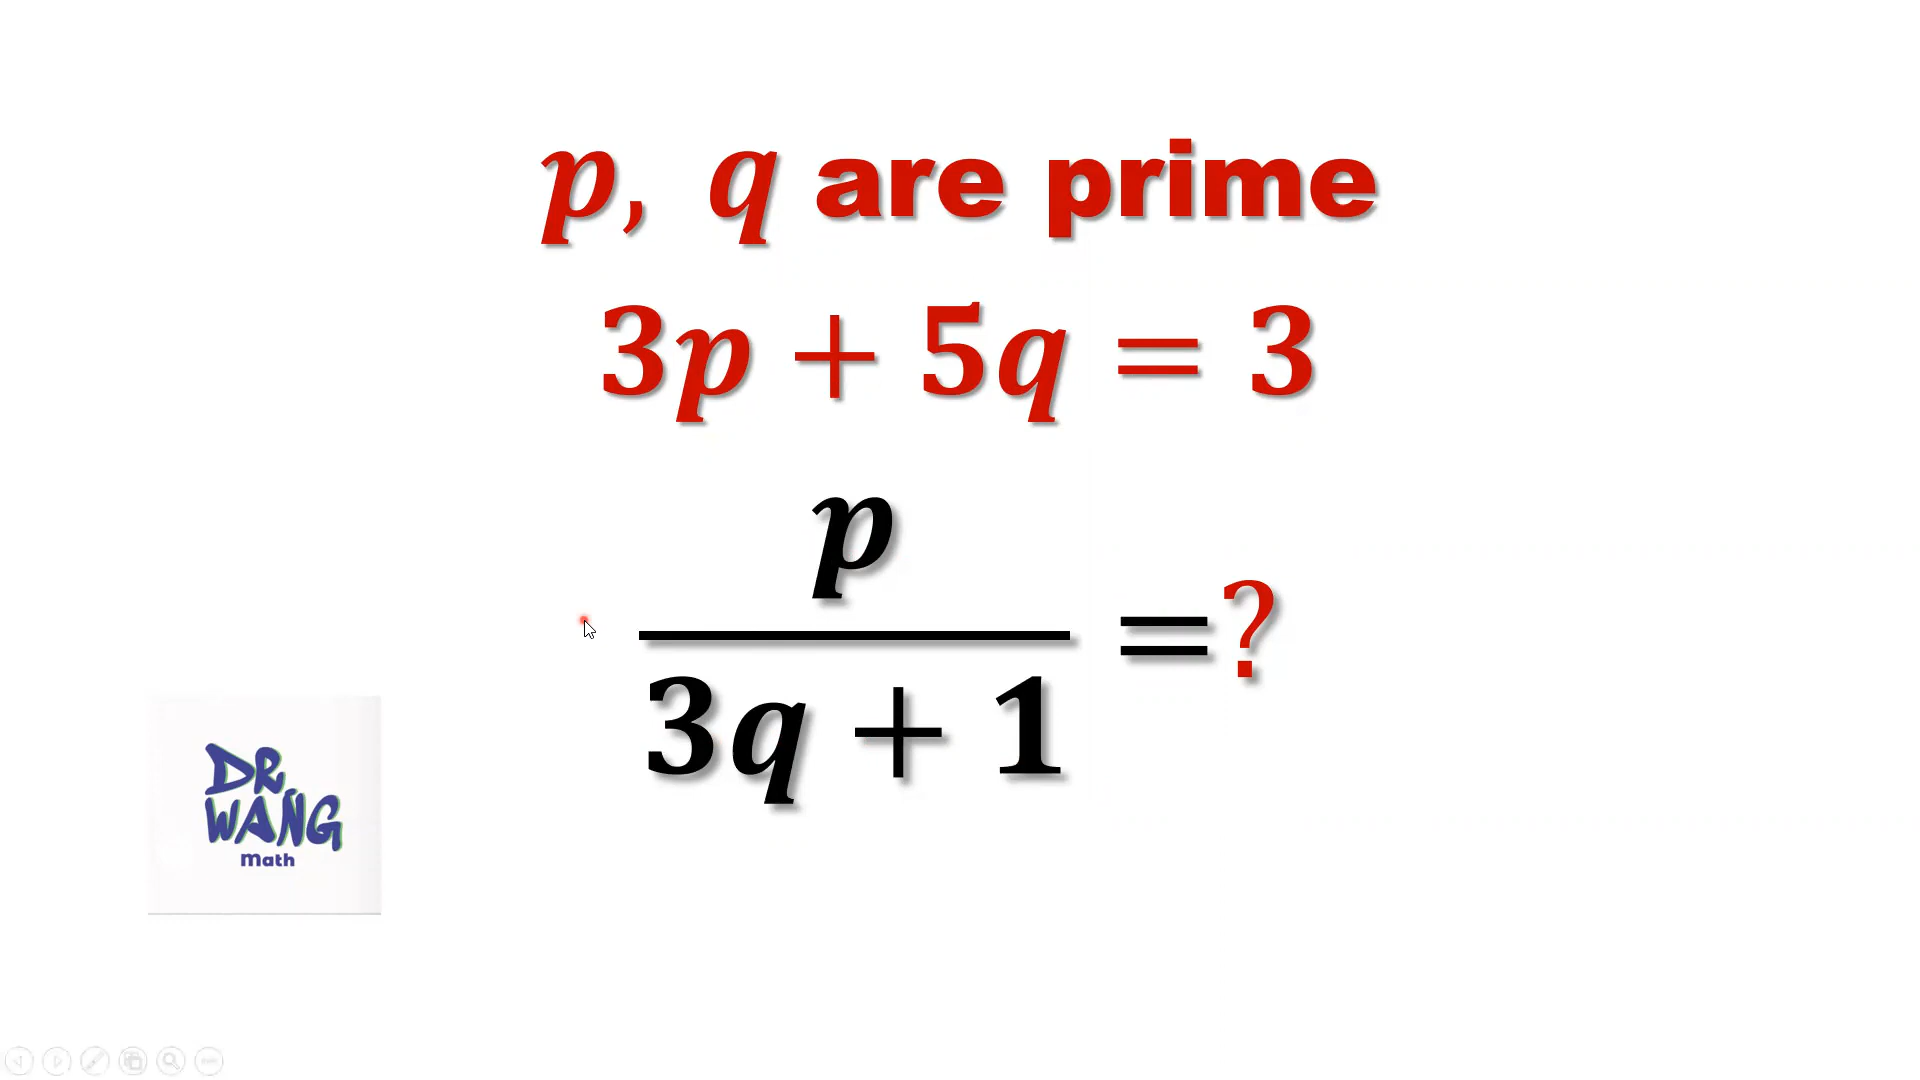 p, q are prime
3p + 5q = 3
p
3q + 1
=?
DR.
WANG
Math